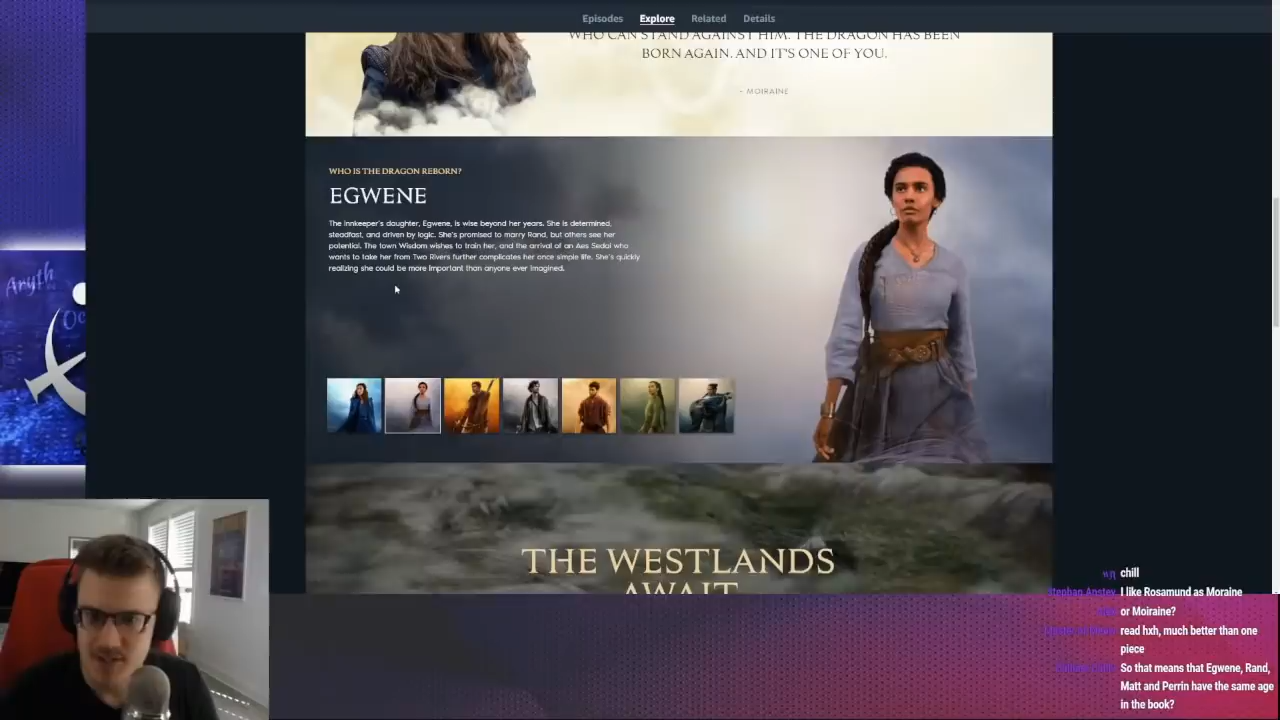 Episodes Explore Related Details
WHO CAN STAND AGAINST HIM. THE DRAGON HAS BEEN
BORN AGAIN. AND IT'S ONE OF YOU.
~ MOIRAINE
WHO IS THE DRAGON REBORN?
EGWENE
The innkeeper's daughter, Egwene, is wise beyond her years. She is determined,
steadfast, and driven by logic. She's promised to marry Rand, but others see her
potential. The town Wisdom wishes to train her, and the arrival of an Aes Sedai who
wants to take her from Two Rivers further complicates her once simple life. She's quickly
realizing she could be more important than anyone ever imagined.
THE WESTLANDS
AWAIT
Aryth
Oc
chill
Stephan Anstey I like Rosamund as Moraine
or Moiraine?
read hxh, much better than one
piece
So that means that Egwene, Rand,
Matt and Perrin have the same age
in the book?